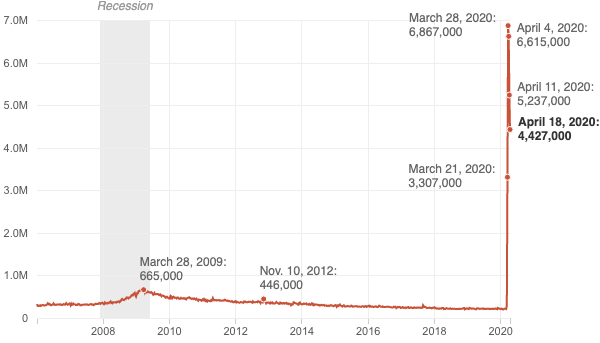 Recession
March 28, 2020:
6,867,000
April 4, 2020:
6,615,000
April 11, 2020:
5,237,000
April 18, 2020:
4,427,000
March 21, 2020:
3,307,000
March 28, 2009:
665,000
Nov. 10, 2012:
446,000
7.0M
6.0M
5.0M
4.0M
3.0M
2.0M
1.0M
0
2008
2010
2012
2014
2016
2018
2020